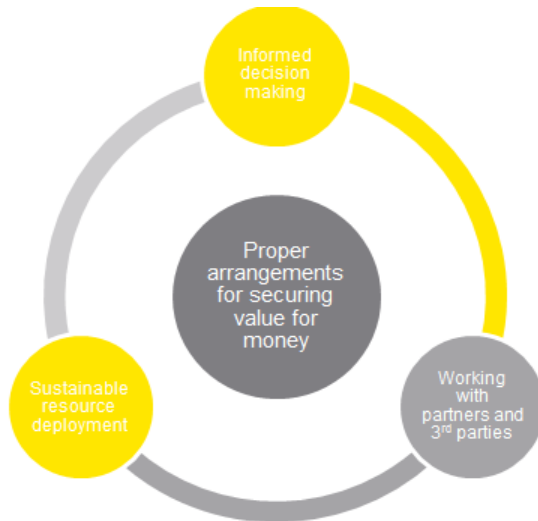 Informed
decision
making
Proper
arrangements
for securing
value for
money
Sustainable
resource
deployment
Working
with
partners and
3rd parties